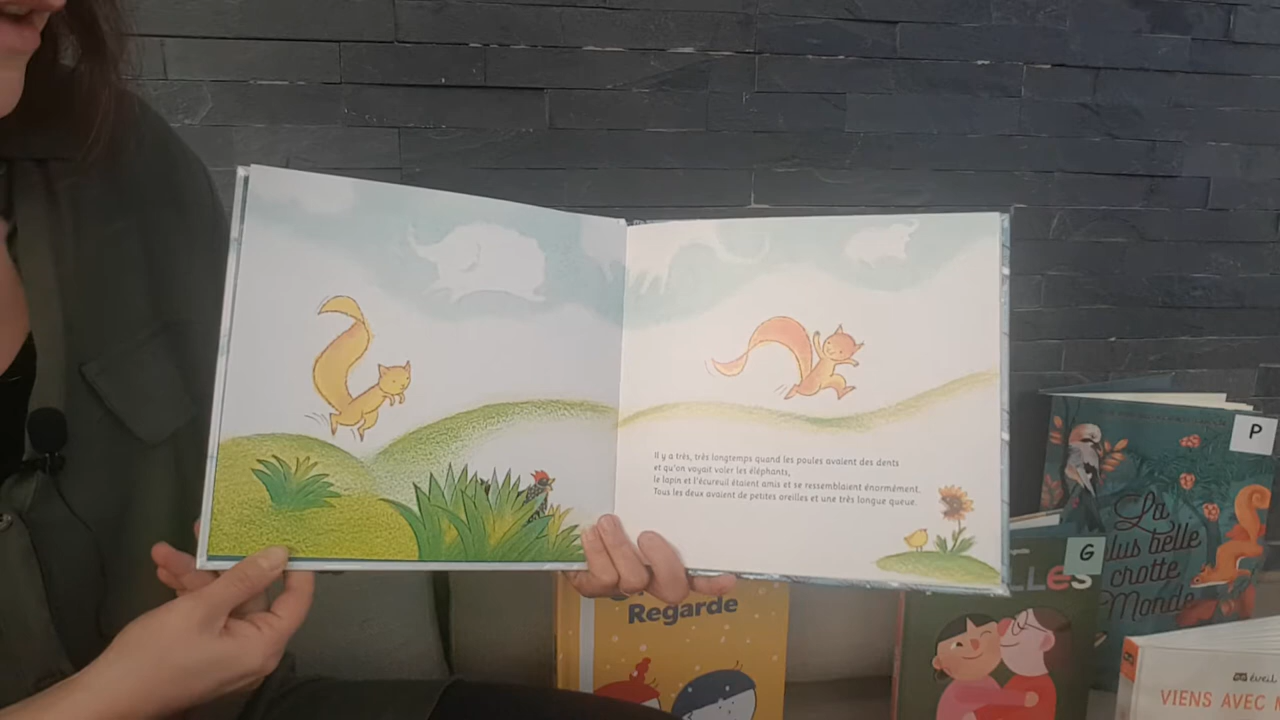 Il y a très, très longtemps quand les poules avaient des dents
et qu'on voyait voler les éléphants,
le lapin et l'écureuil étaient amis et se ressemblaient énormément.
Tous les deux avaient de petites oreilles et une très longue queue.
Regarde
G
LLES
P
La
plus belle
crotte
Monde
éveil
VIENS AVEC